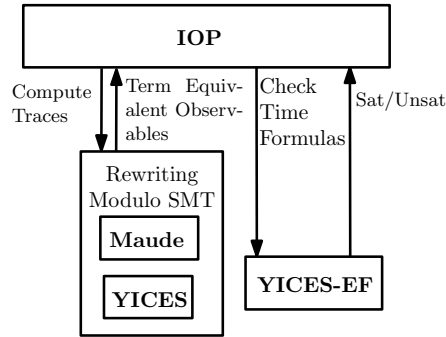 IOP
Compute
Traces
Term Equiv-
alent Observ-
ables
Check
Time
Formulas
Sat/Unsat
Rewriting
Modulo SMT
Maude
YICES
YICES-EF